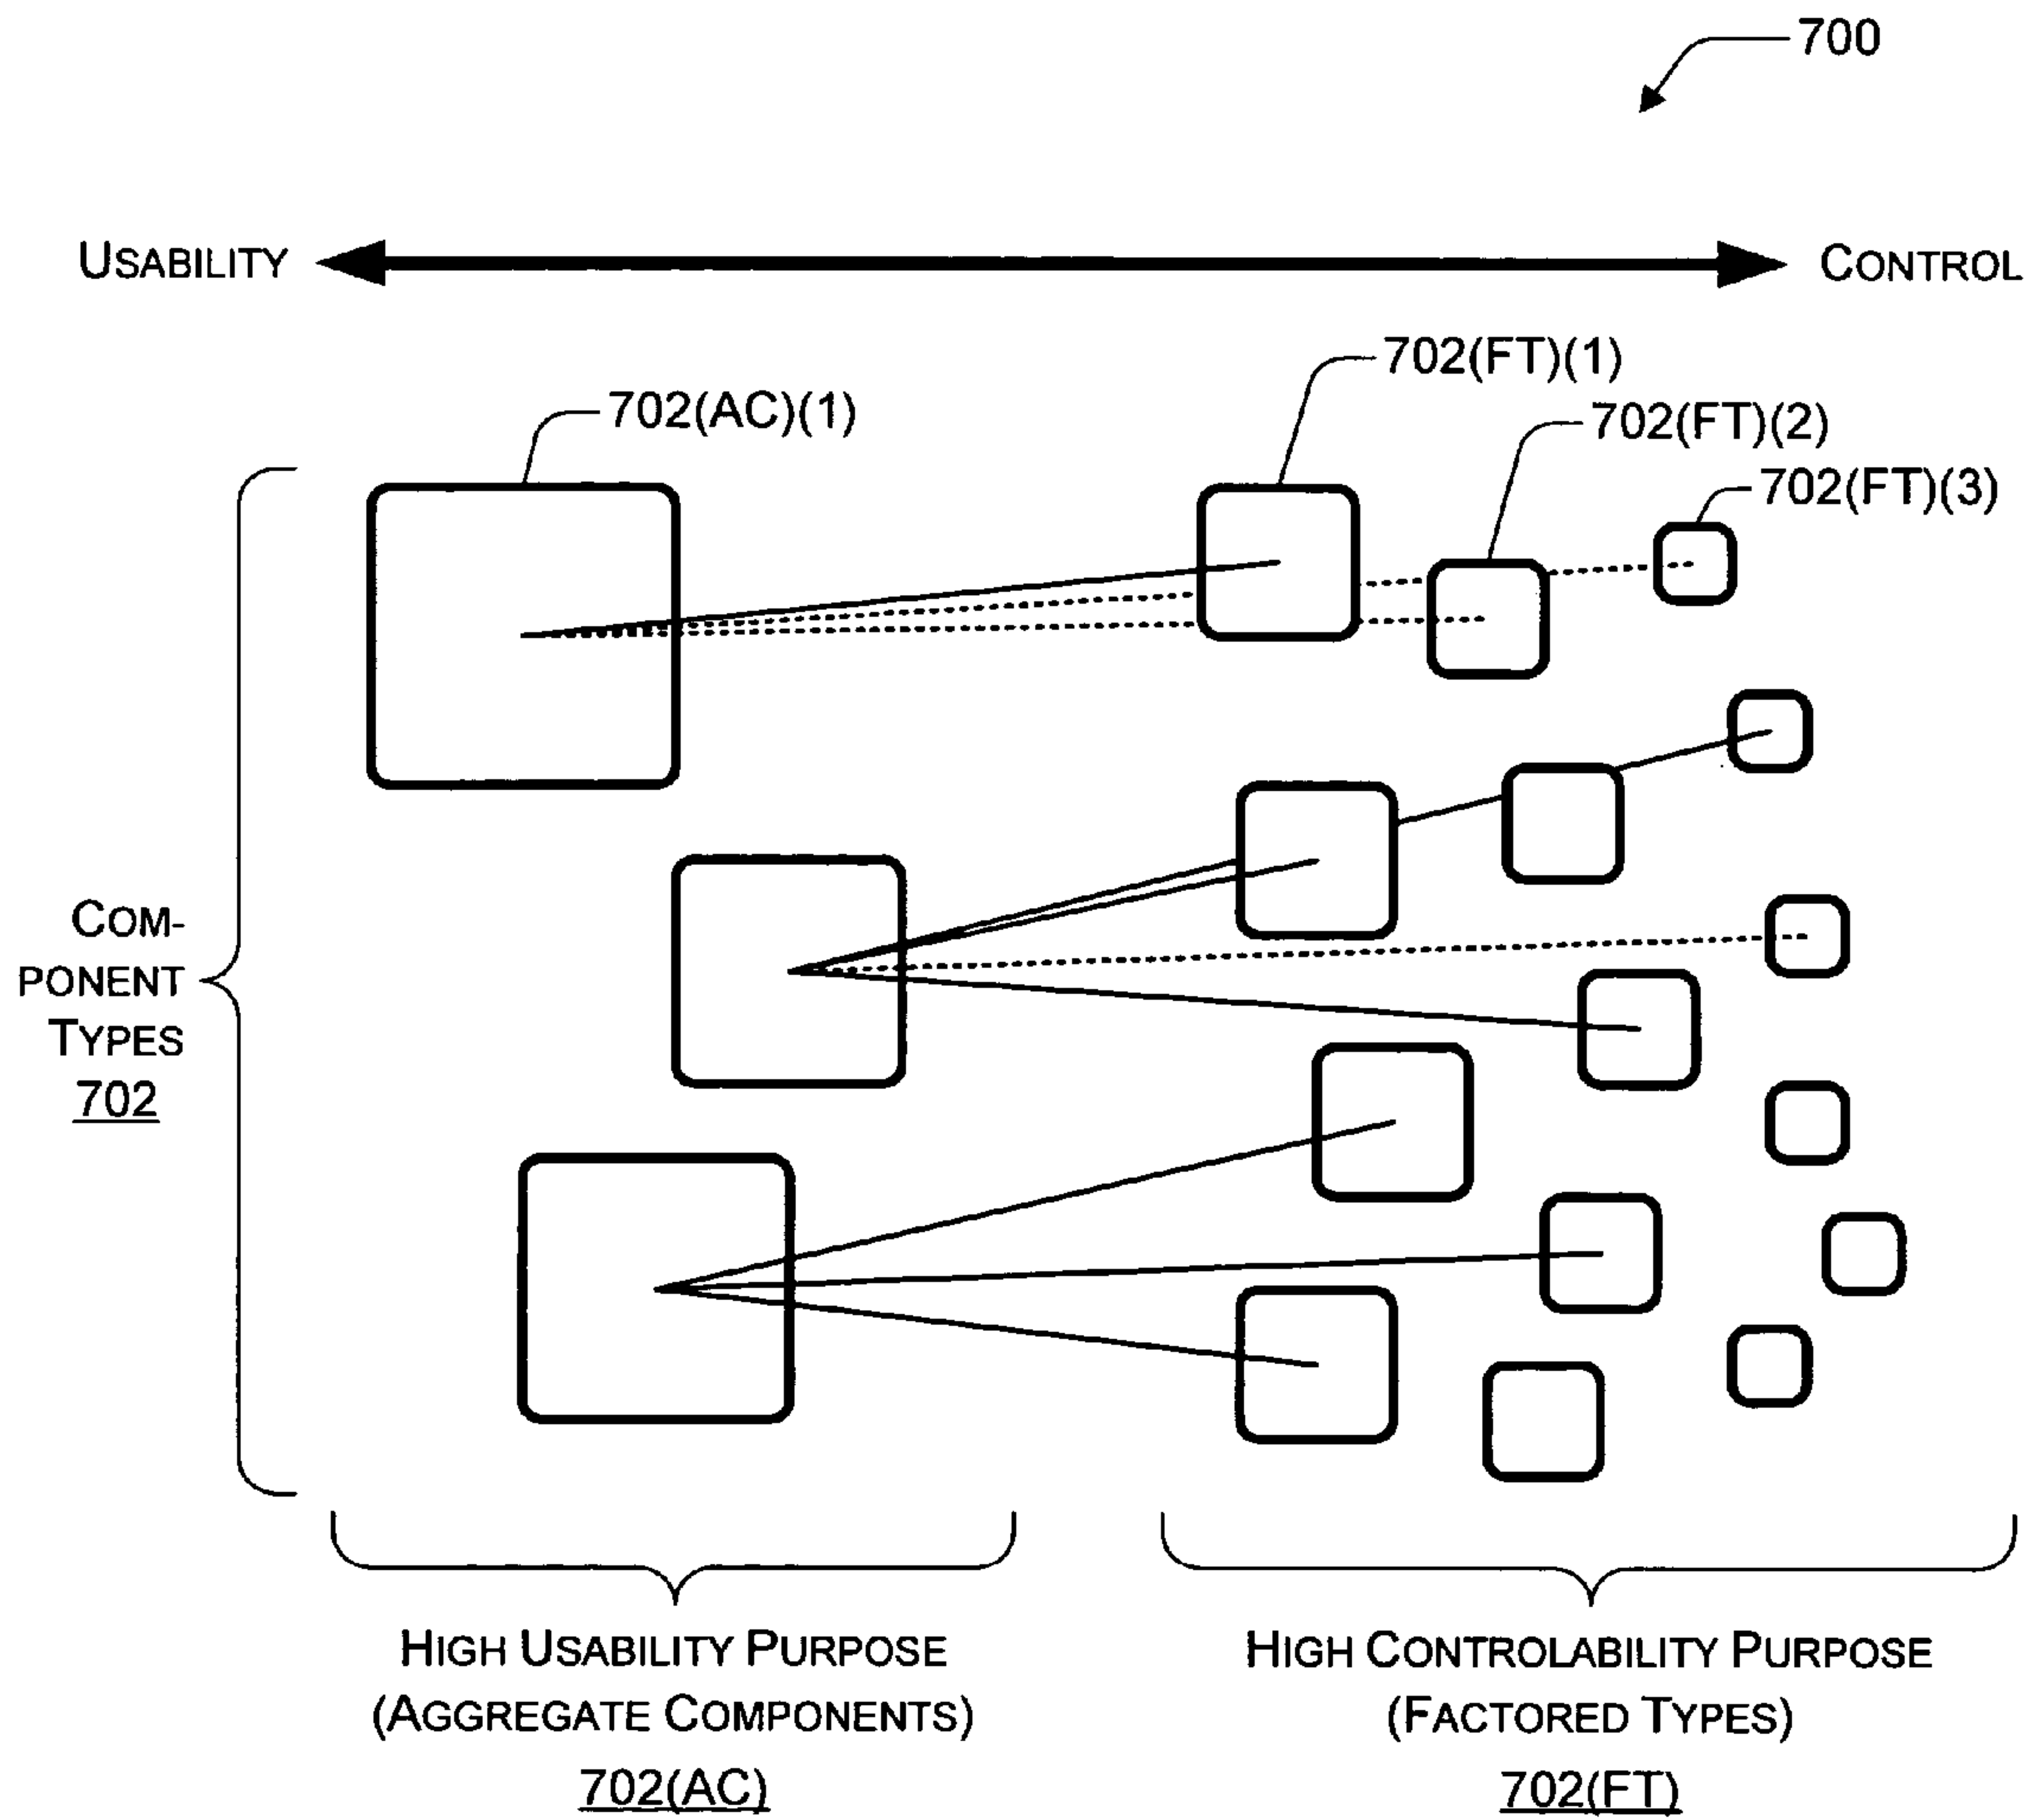 700
USABILITY
CONTROL
702(FT)(1)
702(AC)(1)
702(FT)(2)
702(FT)(3)
COM-
PONENT
TYPES
702
HIGH USABILITY PURPOSE
(AGGREGATE COMPONENTS)
702(AC)
HIGH CONTROLABILITY PURPOSE
(FACTORED TYPES)
702(FT)